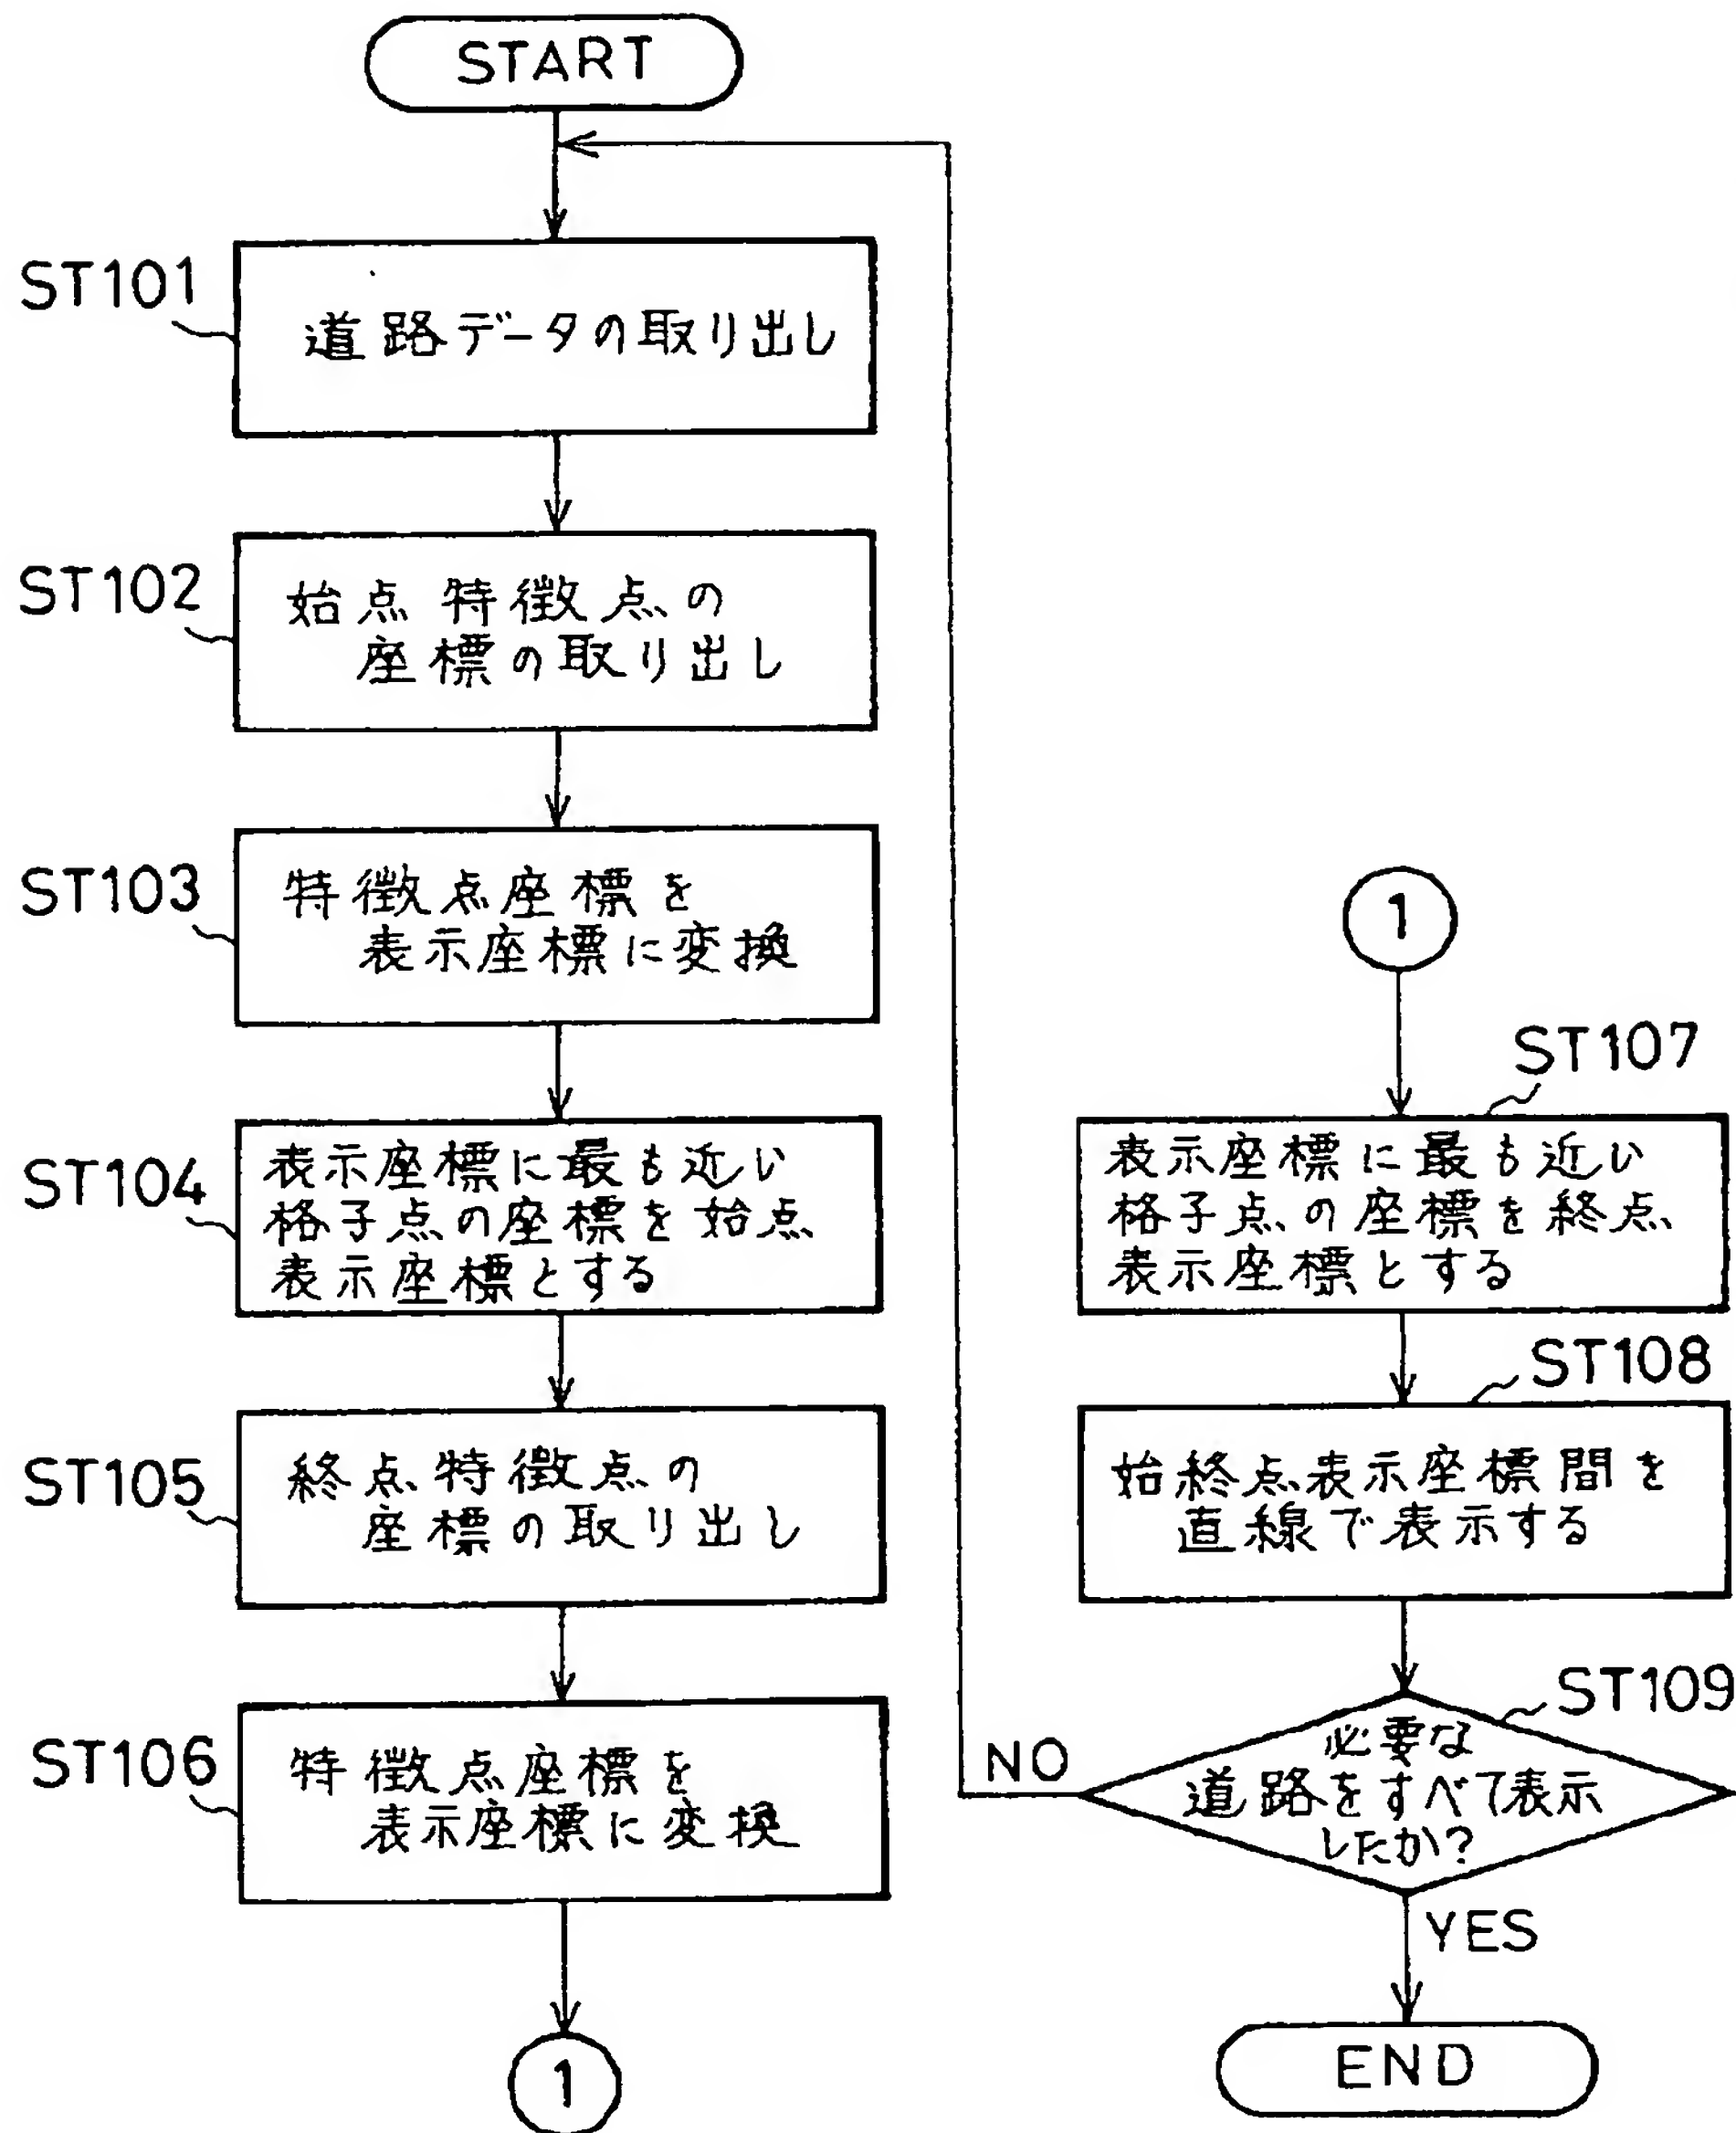 START
ST101
道路データの取り出し
ST102
始点特徴点の
座標の取り出し
ST103
特徴点座標を
表示座標に変換
ST104
表示座標に最も近い
格子点の座標を始点
表示座標とする
ST105
終点特徴点の
座標の取り出し
ST106
特徴点座標を
表示座標に変換
1
1
ST107
表示座標に最も近い
格子点の座標を終点
表示座標とする
ST108
始終点表示座標間を
直線で表示する
ST109
必要な
道路をすべて表示
したか?
NO
YES
END